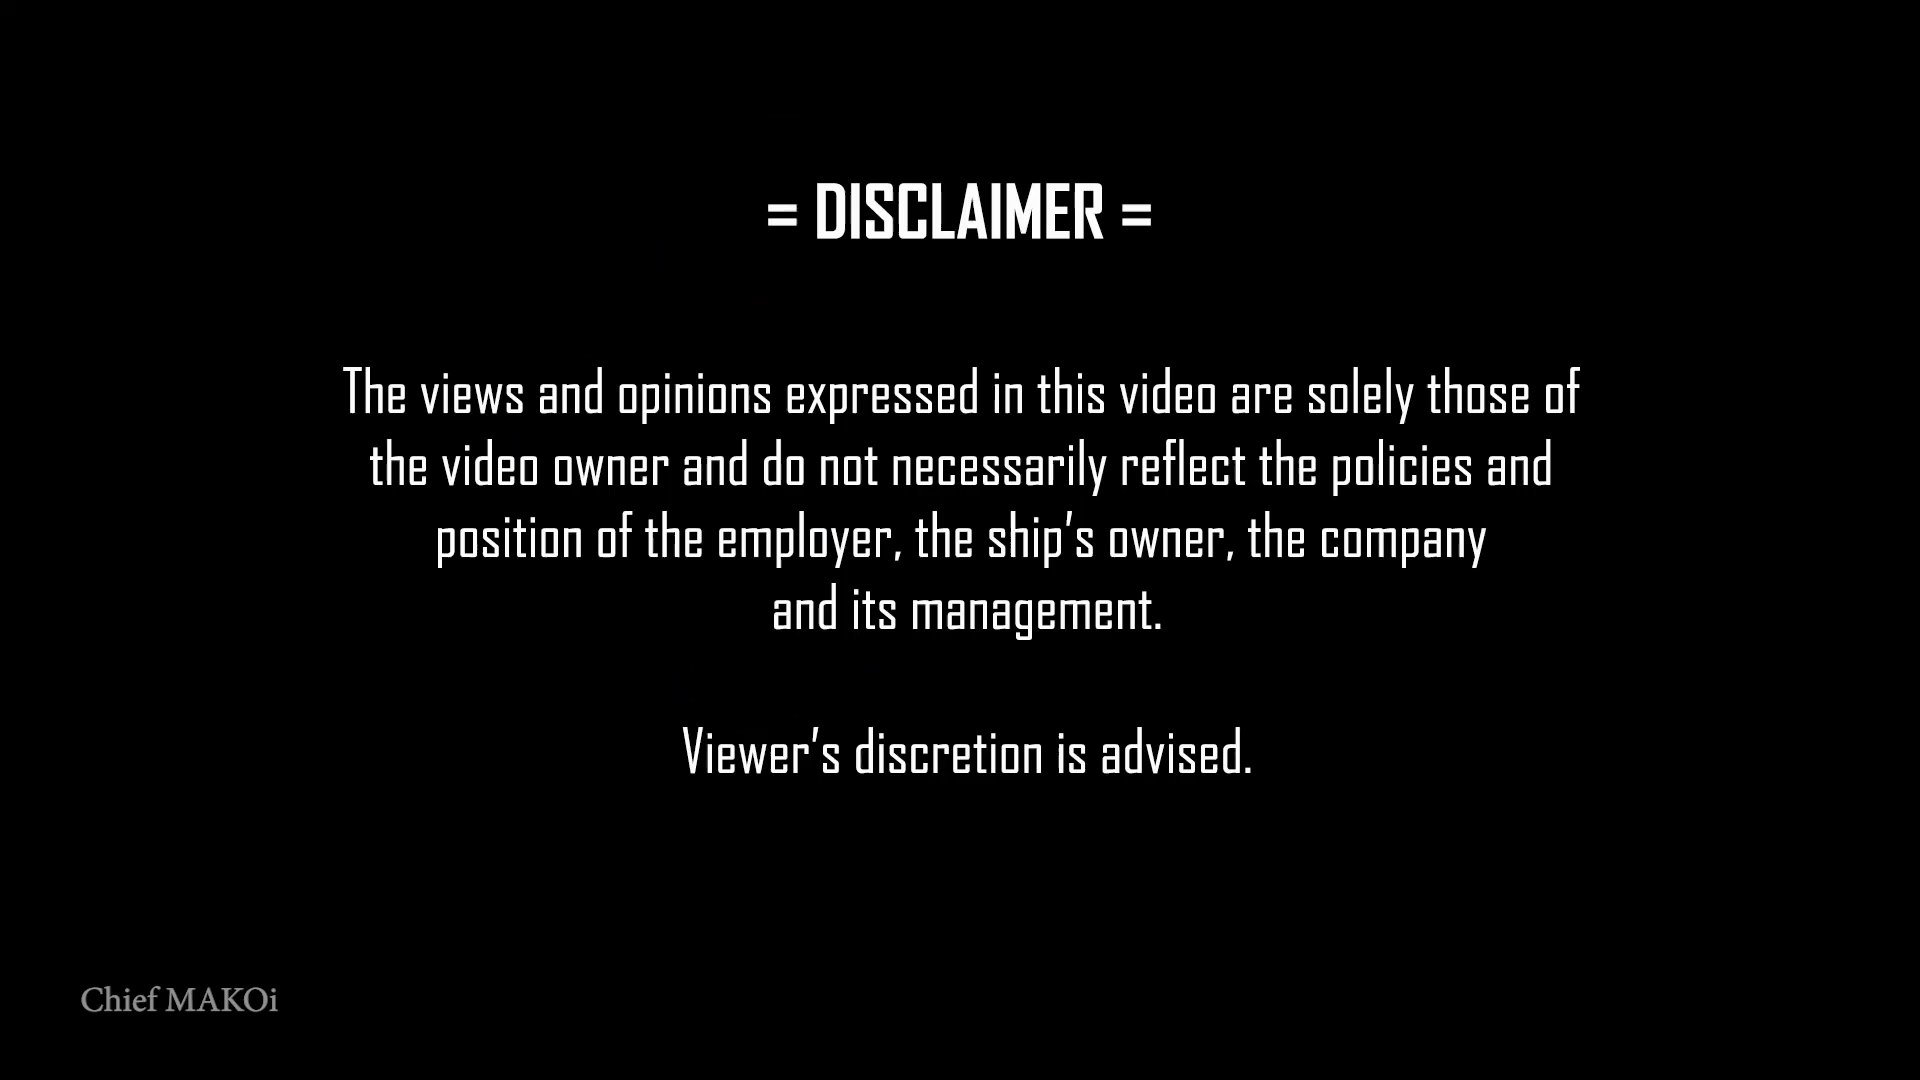 = DISCLAIMER =
The views and opinions expressed in this video are solely those of
the video owner and do not necessarily reflect the policies and
position of the employer, the ship's owner, the company
and its management.
Viewer's discretion is advised.
Chief MAKOi